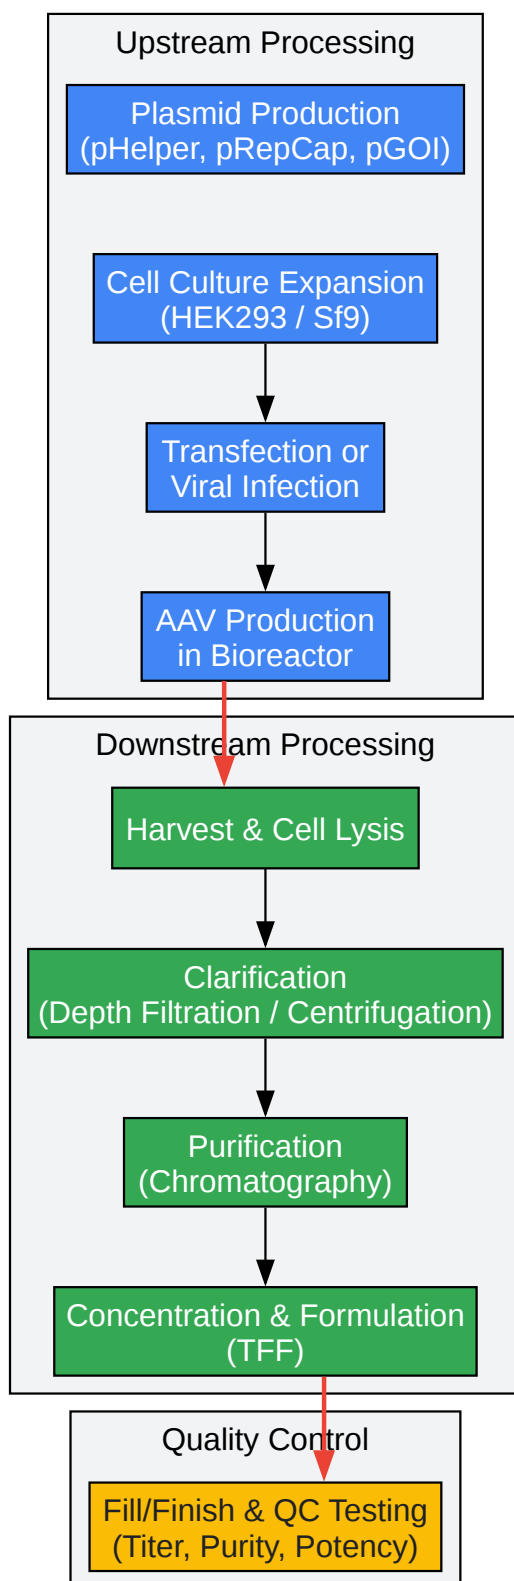 Upstream Processing
Plasmid Production
(pHelper, pRepCap, pGOI)
Cell Culture Expansion
(HEK293 / Sf9)
Transfection or
Viral Infection
AAV Production
in Bioreactor
Downstream Processing
Harvest & Cell Lysis
Clarification
(Depth Filtration / Centrifugation)
Purification
(Chromatography)
Concentration & Formulation
(TFF)
Quality Control
Fill/Finish & QC Testing
(Titer, Purity, Potency)